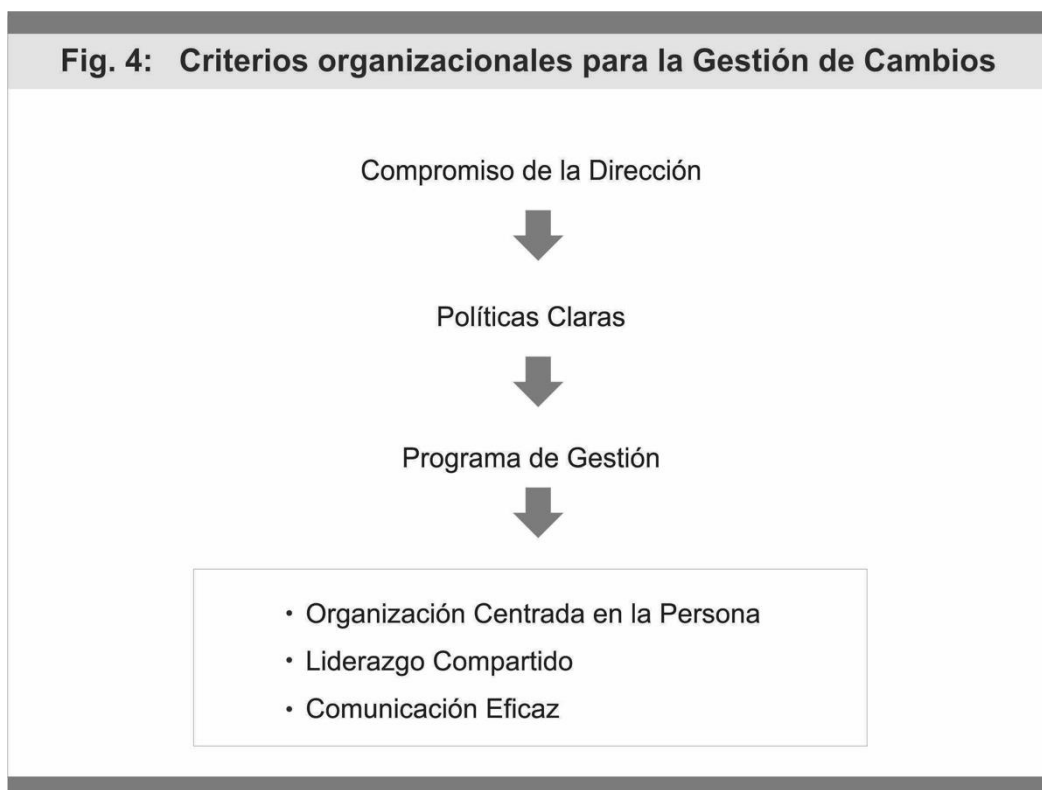 Fig. 4: Criterios organizacionales para la Gestión de Cambios
Compromiso de la Dirección
Políticas Claras
Programa de Gestión
· Organización Centrada en la Persona
· Liderazgo Compartido
· Comunicación Eficaz